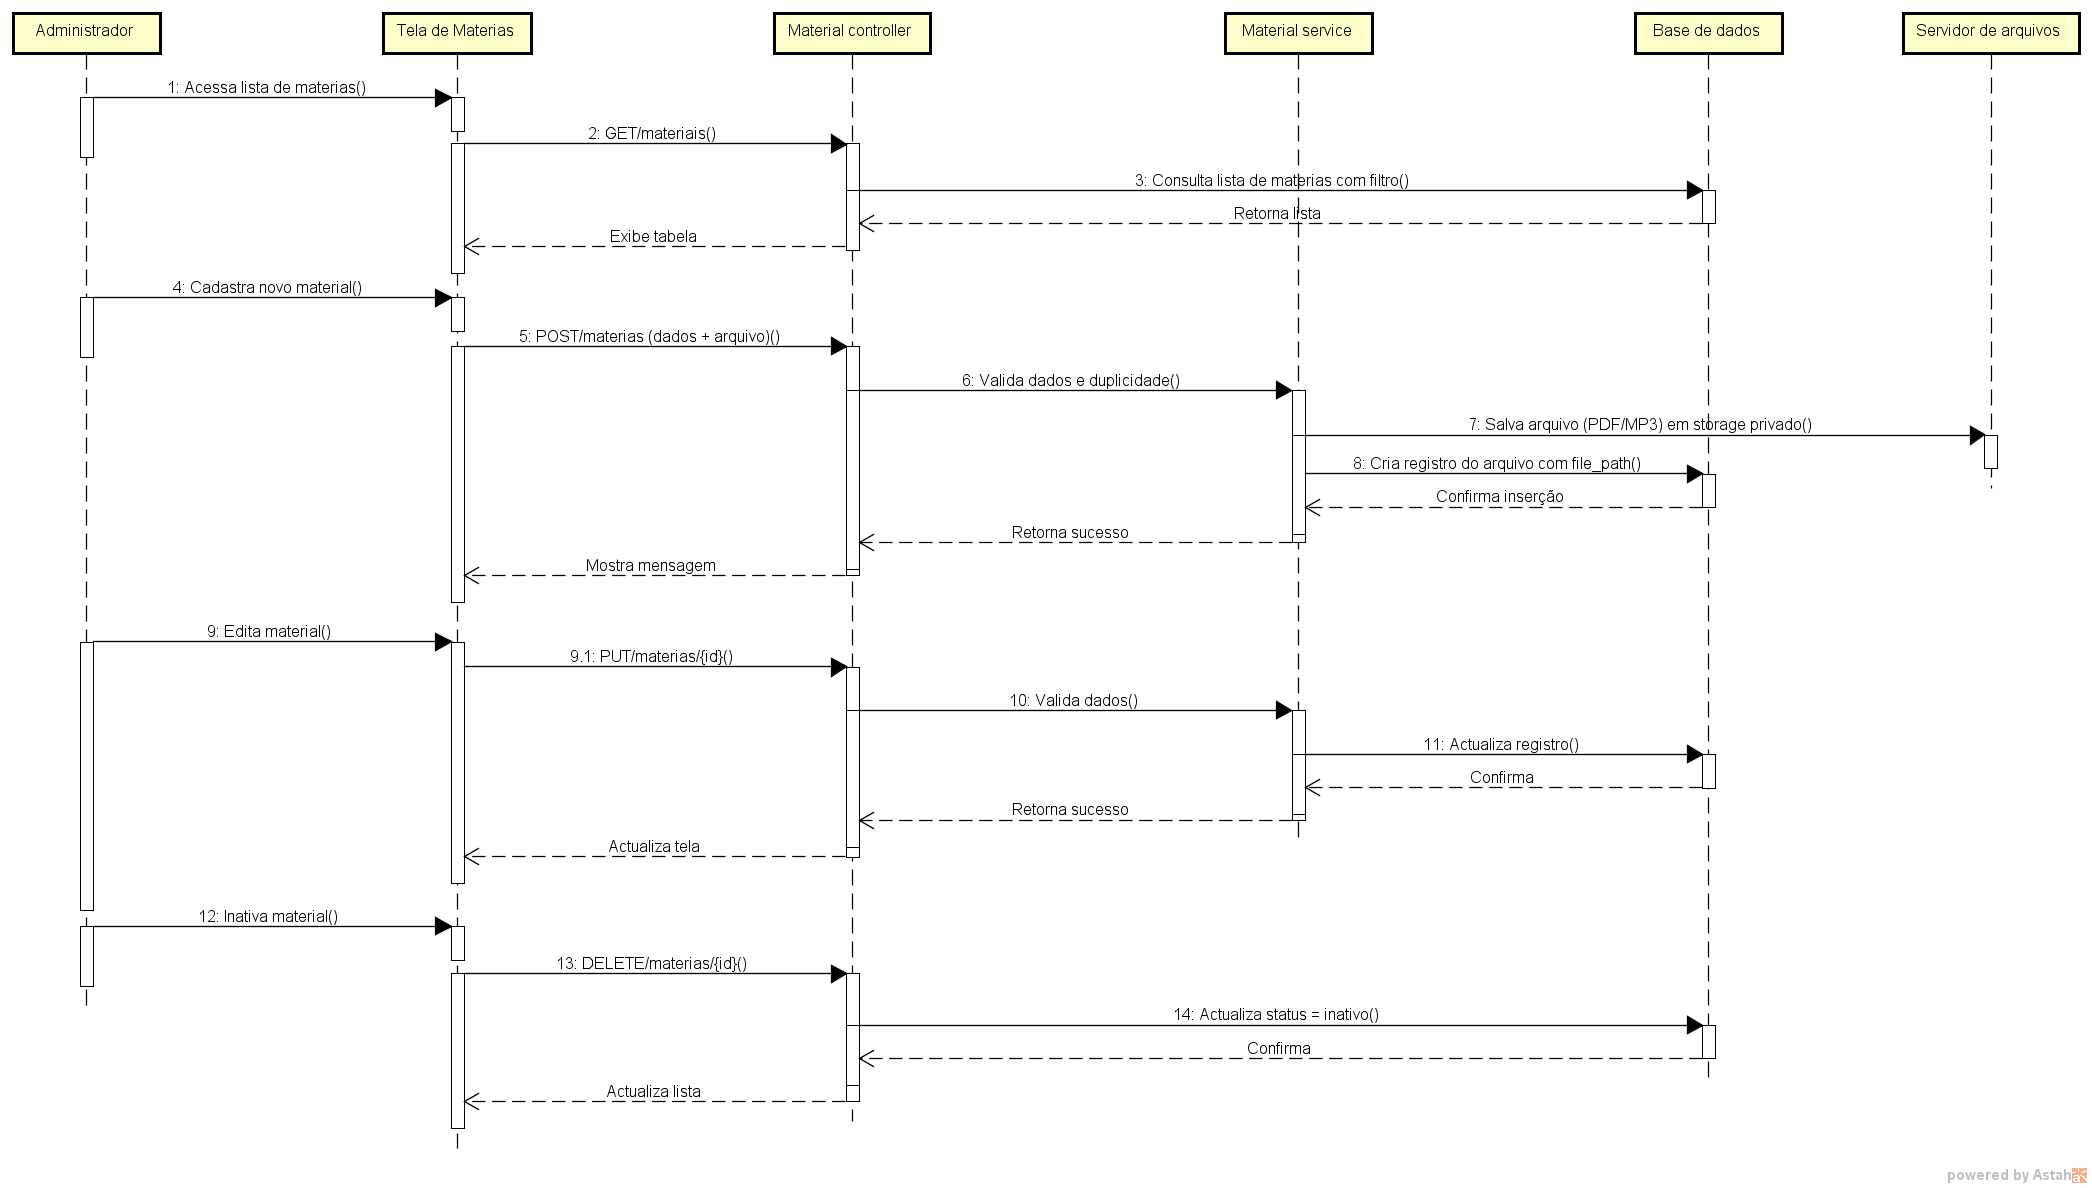 Administrador
Tela de Materias
Material controller
Material service
Base de dados
Servidor de arquivos
1: Acessa lista de materias()
2: GET/materiais()
3: Consulta lista de materias com filtro()
Retorna lista
Exibe tabela
4: Cadastra novo material()
5: POST/materias (dados + arquivo)()
6: Valida dados e duplicidade()
7: Salva arquivo (PDF/MP3) em storage privado()
8: Cria registro do arquivo com file_path()
Confirma inserção
Retorna sucesso
Mostra mensagem
9: Edita material()
9.1: PUT/materias/{id}()
10: Valida dados()
11: Actualiza registro()
Confirma
Retorna sucesso
Actualiza tela
12: Inativa material()
13: DELETE/materias/{id}()
14: Actualiza status = inativo()
Confirma
Actualiza lista
powered by Astah